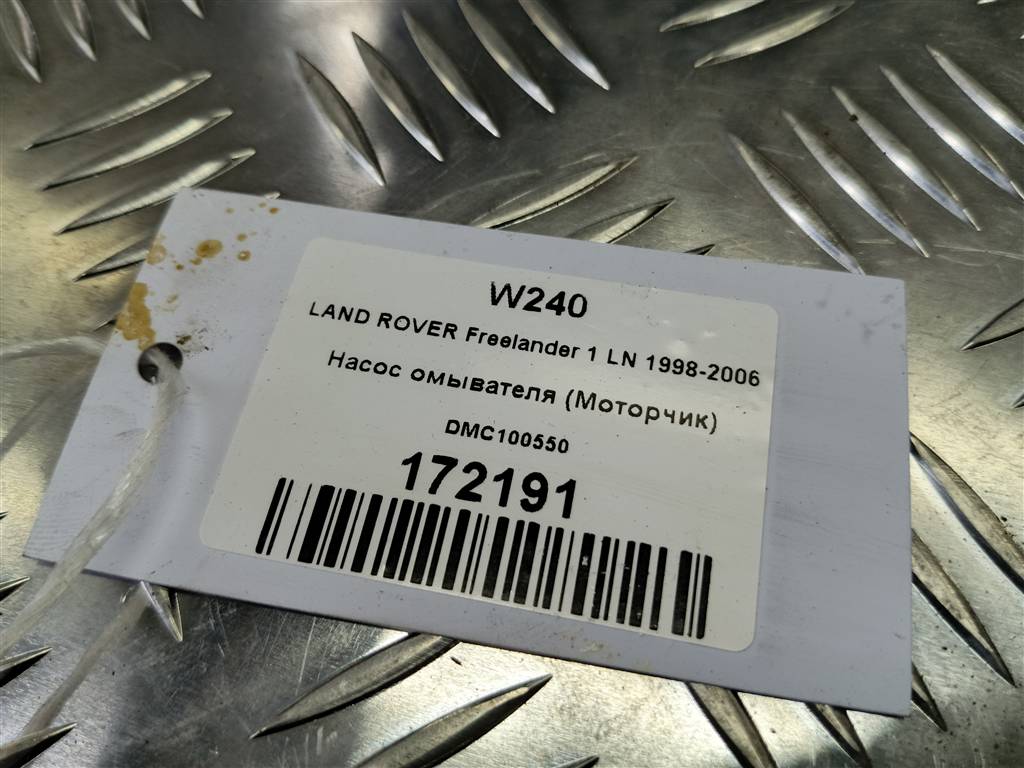 W240
LAND ROVER Freelander 1 LN 1998-2006
Насос омывателя (Моторчик)
DMC100550
172191